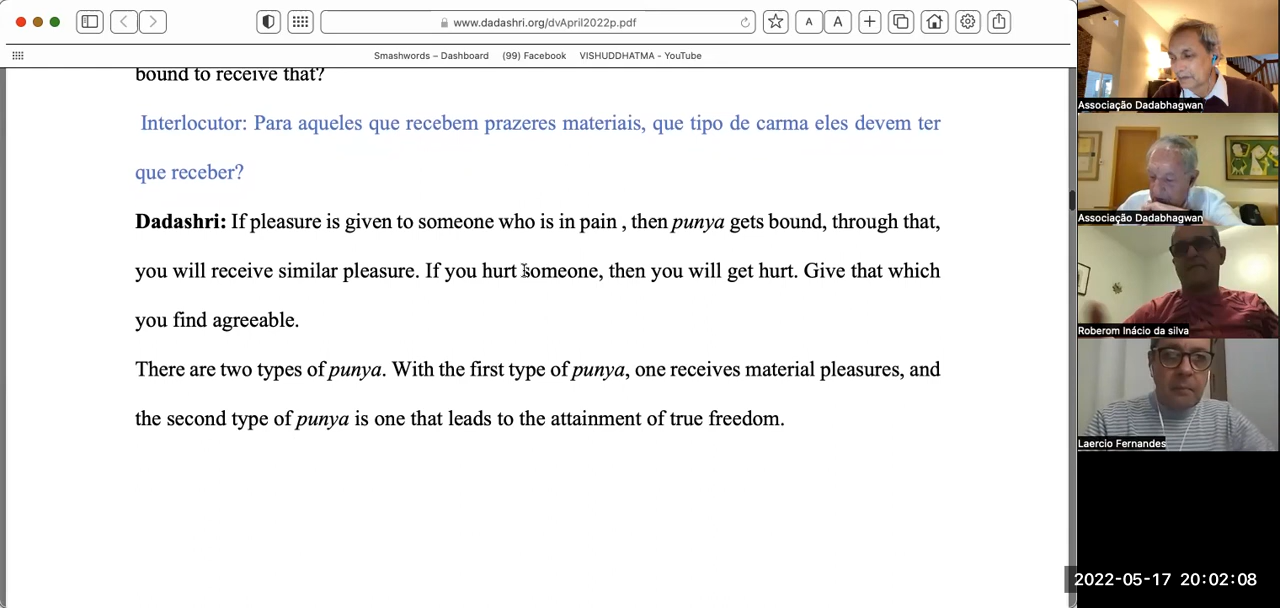 www.dadashri.org/dvApril2022p.pdf
A A
Smashwords – Dashboard (99) Facebook VISHUDDHATMA - YouTube
bound to receive that?
Interlocutor: Para aqueles que recebem prazeres materiais, que tipo de carma eles devem ter
que receber?
Dadashri: If pleasure is given to someone who is in pain , then punya gets bound, through that,
you will receive similar pleasure. If you hurt someone, then you will get hurt. Give that which
you find agreeable.
There are two types of punya. With the first type of punya, one receives material pleasures, and
the second type of punya is one that leads to the attainment of true freedom.
Associação Dadabhagwan
Associação Dadabhagwan
Roberom Inácio da silva
Laercio Fernandes
2022-05-17 20:02:08